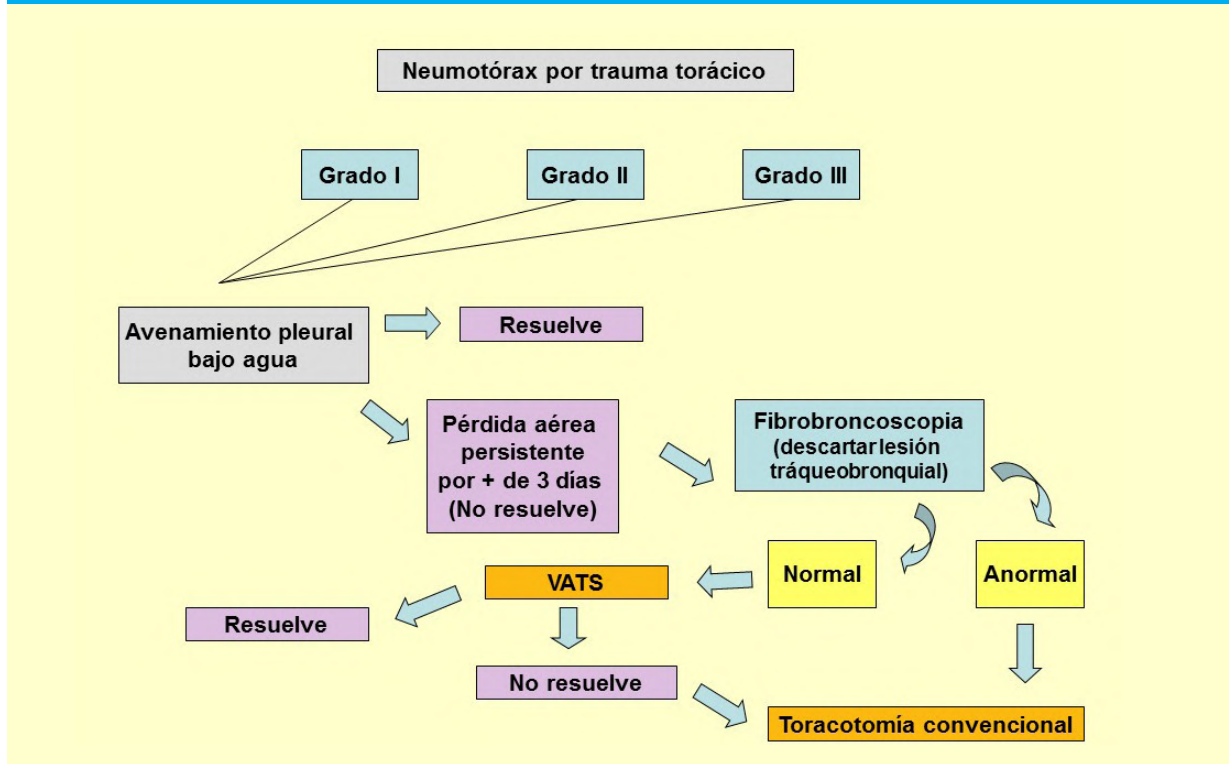 Neumotórax por trauma torácico
Grado I
Grado II
Grado III
Avenamiento pleural
bajo agua
Resuelve
Pérdida aérea
persistente
por + de 3 días
(No resuelve)
Fibrobroncoscopia
(descartar lesión
tráqueobronquial)
Normal
Anormal
VATS
Resuelve
No resuelve
Toracotomía convencional